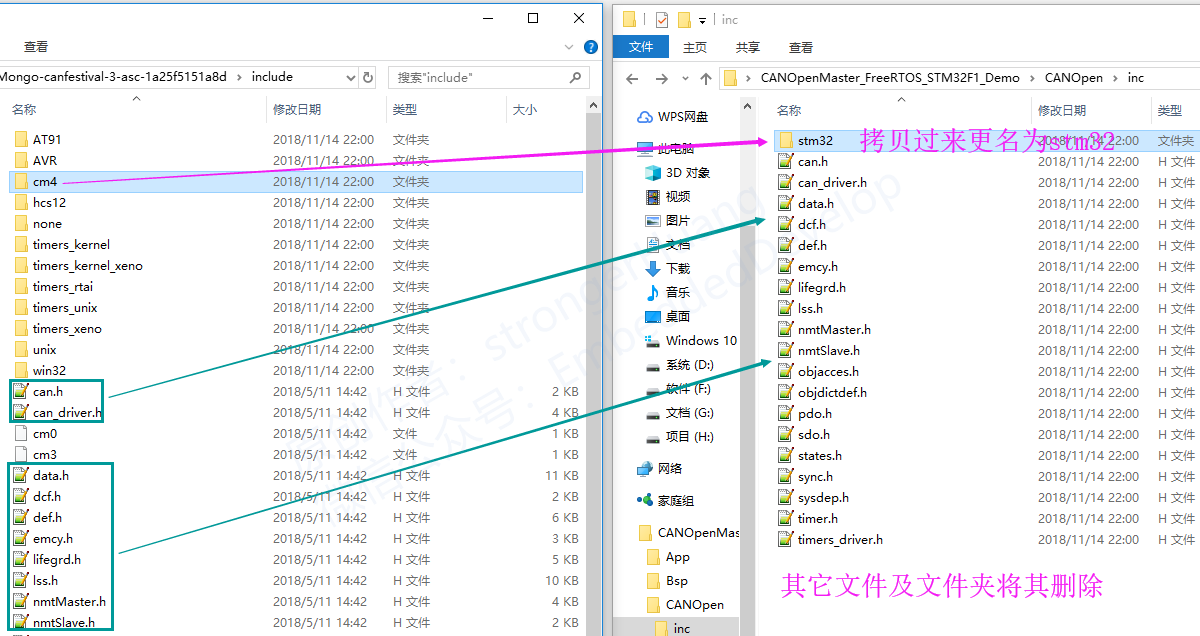 查看
Mongo-canfestival-3-asc-1a25f5151a8d › include
搜索"include"
名称 修改日期 类型 大小
AT91 2018/11/14 22:00 文件夹
AVR 2018/11/14 22:00 文件夹
cm4 2018/11/14 22:00 文件夹
hcs12 2018/11/14 22:00 文件夹
none 2018/11/14 22:00 文件夹
timers_kernel 2018/11/14 22:00 文件夹
timers_kernel_xeno 2018/11/14 22:00 文件夹
timers_rtai 2018/11/14 22:00 文件夹
timers_unix 2018/11/14 22:00 文件夹
timers_xeno 2018/11/14 22:00 文件夹
unix 2018/11/14 22:00 文件夹
win32 2018/11/14 22:00 文件夹
can.h 2018/5/11 14:42 H 文件 2 KB
can_driver.h 2018/5/11 14:42 H 文件 4 KB
cm0 2018/5/11 14:42 文件 1 KB
cm3 2018/5/11 14:42 文件 1 KB
data.h 2018/5/11 14:42 H 文件 11 KB
dcf.h 2018/5/11 14:42 H 文件 2 KB
def.h 2018/5/11 14:42 H 文件 6 KB
emcy.h 2018/5/11 14:42 H 文件 3 KB
lifegrd.h 2018/5/11 14:42 H 文件 5 KB
lss.h 2018/5/11 14:42 H 文件 10 KB
nmtMaster.h 2018/5/11 14:42 H 文件 4 KB
nmtSlave.h 2018/5/11 14:42 H 文件 2 KB
inc
文件 主页 共享 查看
CANOpenMaster_FreeRTOS_STM32F1_Demo › CANOpen › inc
WPS网盘
此电脑
3D 对象
视频
图片
文档
下载
音乐
桌面
Windows 10
系统 (D:)
软件 (F:)
文档 (G:)
项目 (H:)
网络
家庭组
CANOpenMas
App
Bsp
CANOpen
inc
名称 修改日期 类型
stm32 2018/11/14 22:00 文件夹
拷贝过来更名为stm32
can.h 2018/11/14 22:00 H 文件
can_driver.h 2018/11/14 22:00 H 文件
data.h 2018/11/14 22:00 H 文件
dcf.h 2018/11/14 22:00 H 文件
def.h 2018/11/14 22:00 H 文件
emcy.h 2018/11/14 22:00 H 文件
lifegrd.h 2018/11/14 22:00 H 文件
lss.h 2018/11/14 22:00 H 文件
nmtMaster.h 2018/11/14 22:00 H 文件
nmtSlave.h 2018/11/14 22:00 H 文件
objacces.h 2018/11/14 22:00 H 文件
objdictdef.h 2018/11/14 22:00 H 文件
pdo.h 2018/11/14 22:00 H 文件
sdo.h 2018/11/14 22:00 H 文件
states.h 2018/11/14 22:00 H 文件
sync.h 2018/11/14 22:00 H 文件
sysdep.h 2018/11/14 22:00 H 文件
timer.h 2018/11/14 22:00 H 文件
timers_driver.h 2018/11/14 22:00 H 文件
其它文件及文件夹将其删除